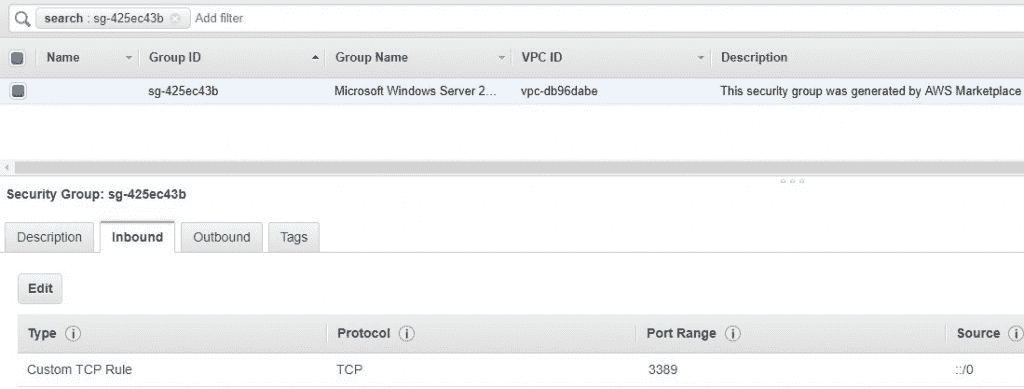 search : sg-425ec43b Add filter
Name Group ID Group Name VPC ID Description
sg-425ec43b Microsoft Windows Server 2... vpc-db96dabe This security group was generated by AWS Marketplace
Security Group: sg-425ec43b
Description Inbound Outbound Tags
Edit
Type Protocol Port Range Source
Custom TCP Rule TCP 3389 ::/0